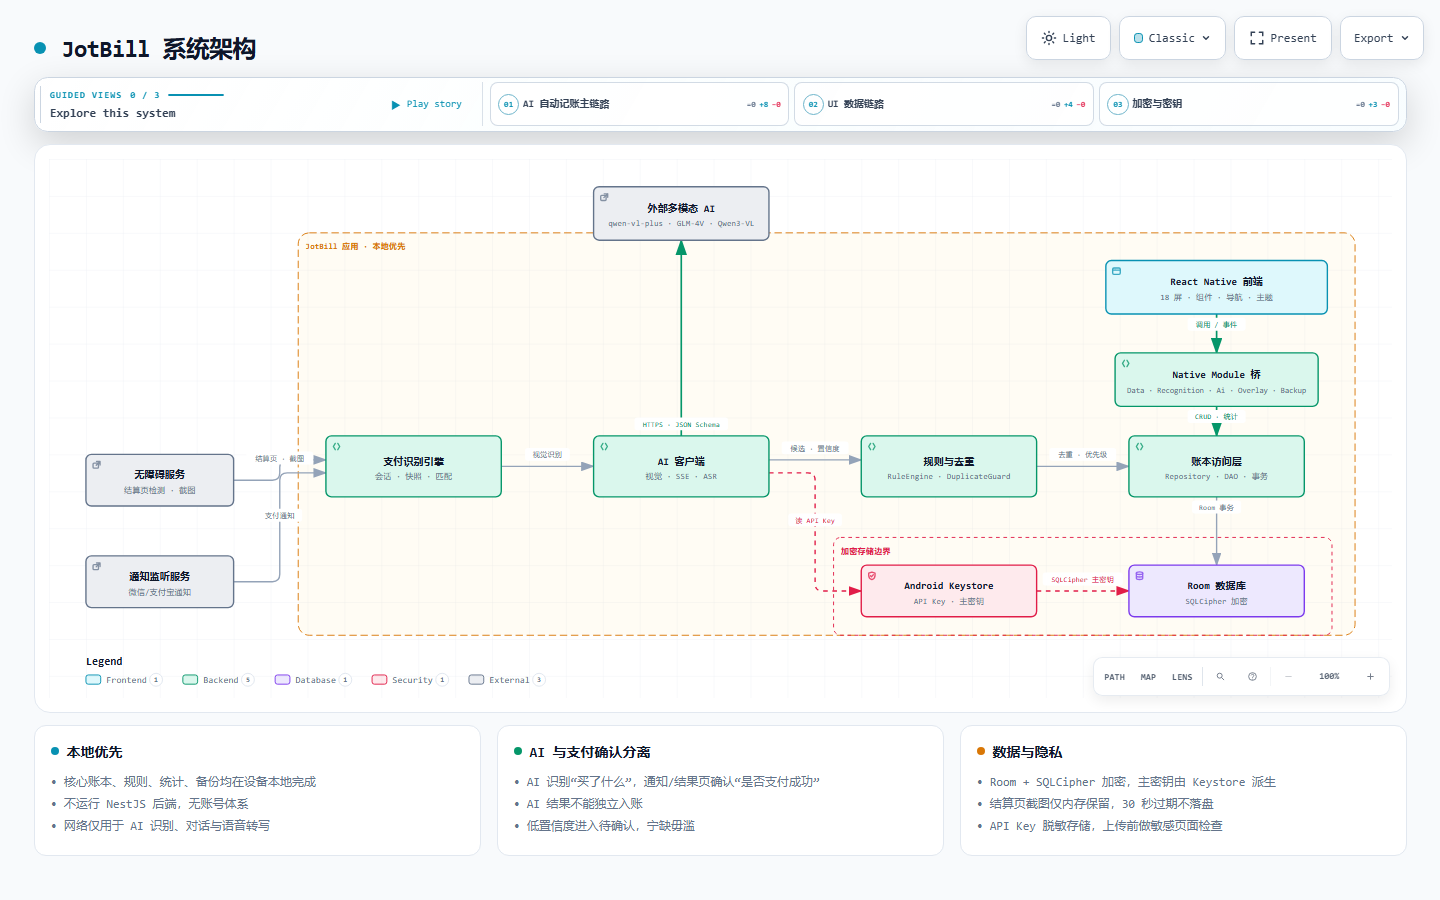 JotBill 系统架构
Light
Classic
Present
Export
GUIDED VIEWS 0 / 3
Explore this system
Play story
01 AI 自动记账主链路 ~0 +8 -0
02 UI 数据链路 ~0 +4 -0
03 加密与密钥 ~0 +3 -0
外部多模态 AI
qwen-vl-plus · GLM-4V · Qwen3-VL
JotBill 应用 · 本地优先
React Native 前端
18 屏 · 组件 · 导航 · 主题
调用 / 事件
Native Module 桥
Data · Recognition · Ai · Overlay · Backup
CRUD · 统计
HTTPS · JSON Schema
无障碍服务
结算页检测 · 截图
结算页 · 截图
支付识别引擎
会话 · 快照 · 匹配
视觉识别
AI 客户端
视觉 · SSE · ASR
候选 · 置信度
规则与去重
RuleEngine · DuplicateGuard
去重 · 优先级
账本访问层
Repository · DAO · 事务
支付通知
读 API Key
Room 事务
通知监听服务
微信/支付宝通知
加密存储边界
Android Keystore
API Key · 主密钥
SQLCipher 主密钥
Room 数据库
SQLCipher 加密
Legend
Frontend 1
Backend 5
Database 1
Security 1
External 3
PATH
MAP
LENS
100%
本地优先
• 核心账本、规则、统计、备份均在设备本地完成
• 不运行 NestJS 后端，无账号体系
• 网络仅用于 AI 识别、对话与语音转写
AI 与支付确认分离
• AI 识别“买了什么”，通知/结果页确认“是否支付成功”
• AI 结果不能独立入账
• 低置信度进入待确认，宁缺毋滥
数据与隐私
• Room + SQLCipher 加密，主密钥由 Keystore 派生
• 结算页截图仅内存保留，30 秒过期不落盘
• API Key 脱敏存储，上传前做敏感页面检查